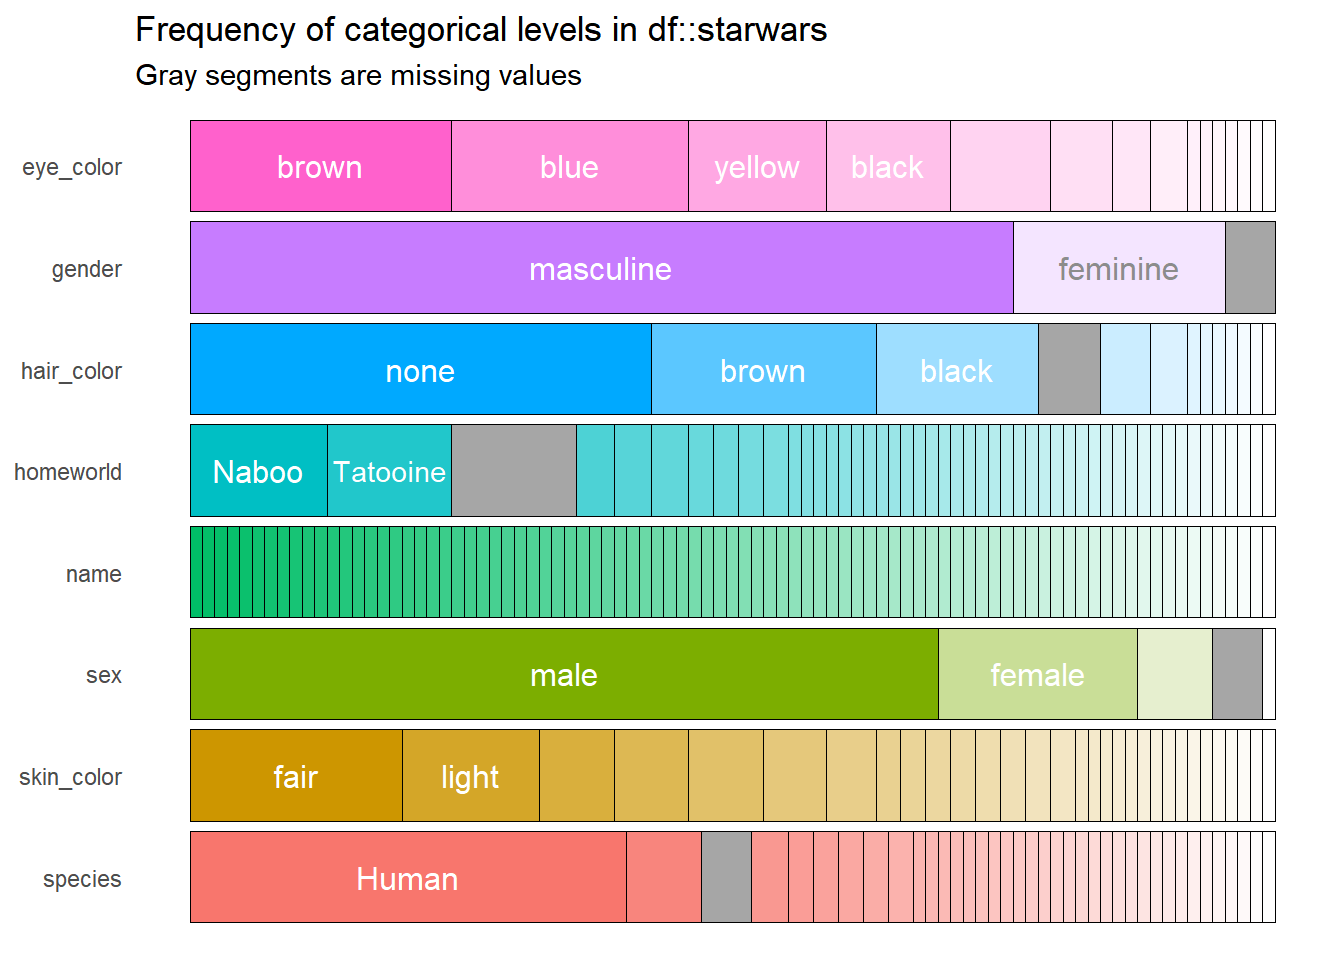 Frequency of categorical levels in df::starwars
Gray segments are missing values
eye_color brown blue yellow black
gender masculine feminine
hair_color none brown black
homeworld Naboo Tatooine
name
sex male female
skin_color fair light
species Human